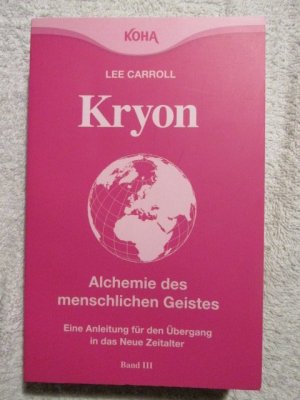 KOHA
LEE CARROLL
Kryon
Alchemie des
menschlichen Geistes
Eine Anleitung für den Übergang
in das Neue Zeitalter
Band III